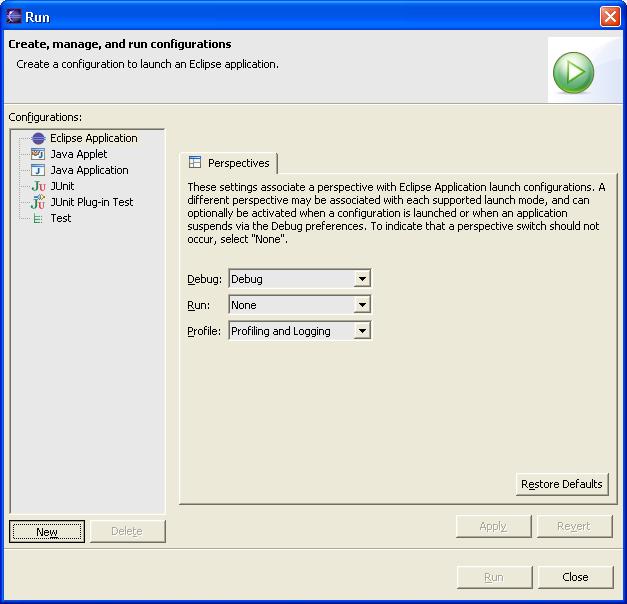 Run
Create, manage, and run configurations
Create a configuration to launch an Eclipse application.
Configurations:
Eclipse Application
Java Applet
Java Application
JUnit
JUnit Plug-in Test
Test
Perspectives
These settings associate a perspective with Eclipse Application launch configurations. A
different perspective may be associated with each supported launch mode, and can
optionally be activated when a configuration is launched or when an application
suspends via the Debug preferences. To indicate that a perspective switch should not
occur, select "None".
Debug: Debug
Run: None
Profile: Profiling and Logging
Restore Defaults
New Delete
Apply Revert
Run Close